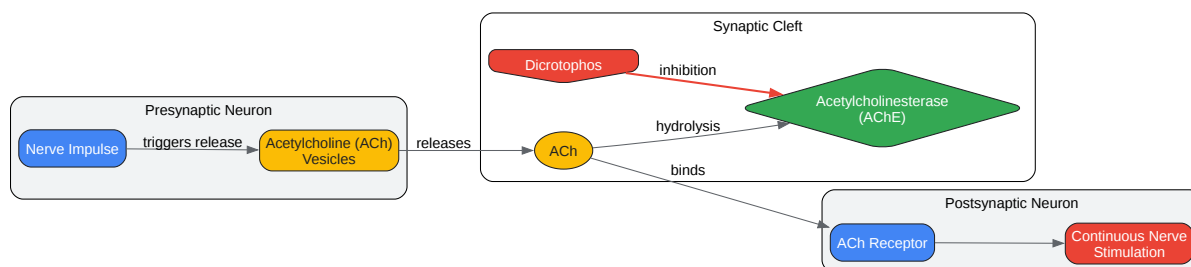 Synaptic Cleft
Dicrotophos
inhibition
Acetylcholinesterase
(AChE)
Presynaptic Neuron
Nerve Impulse
triggers release
Acetylcholine (ACh)
Vesicles
releases
ACh
hydrolysis
binds
Postsynaptic Neuron
ACh Receptor
Continuous Nerve
Stimulation